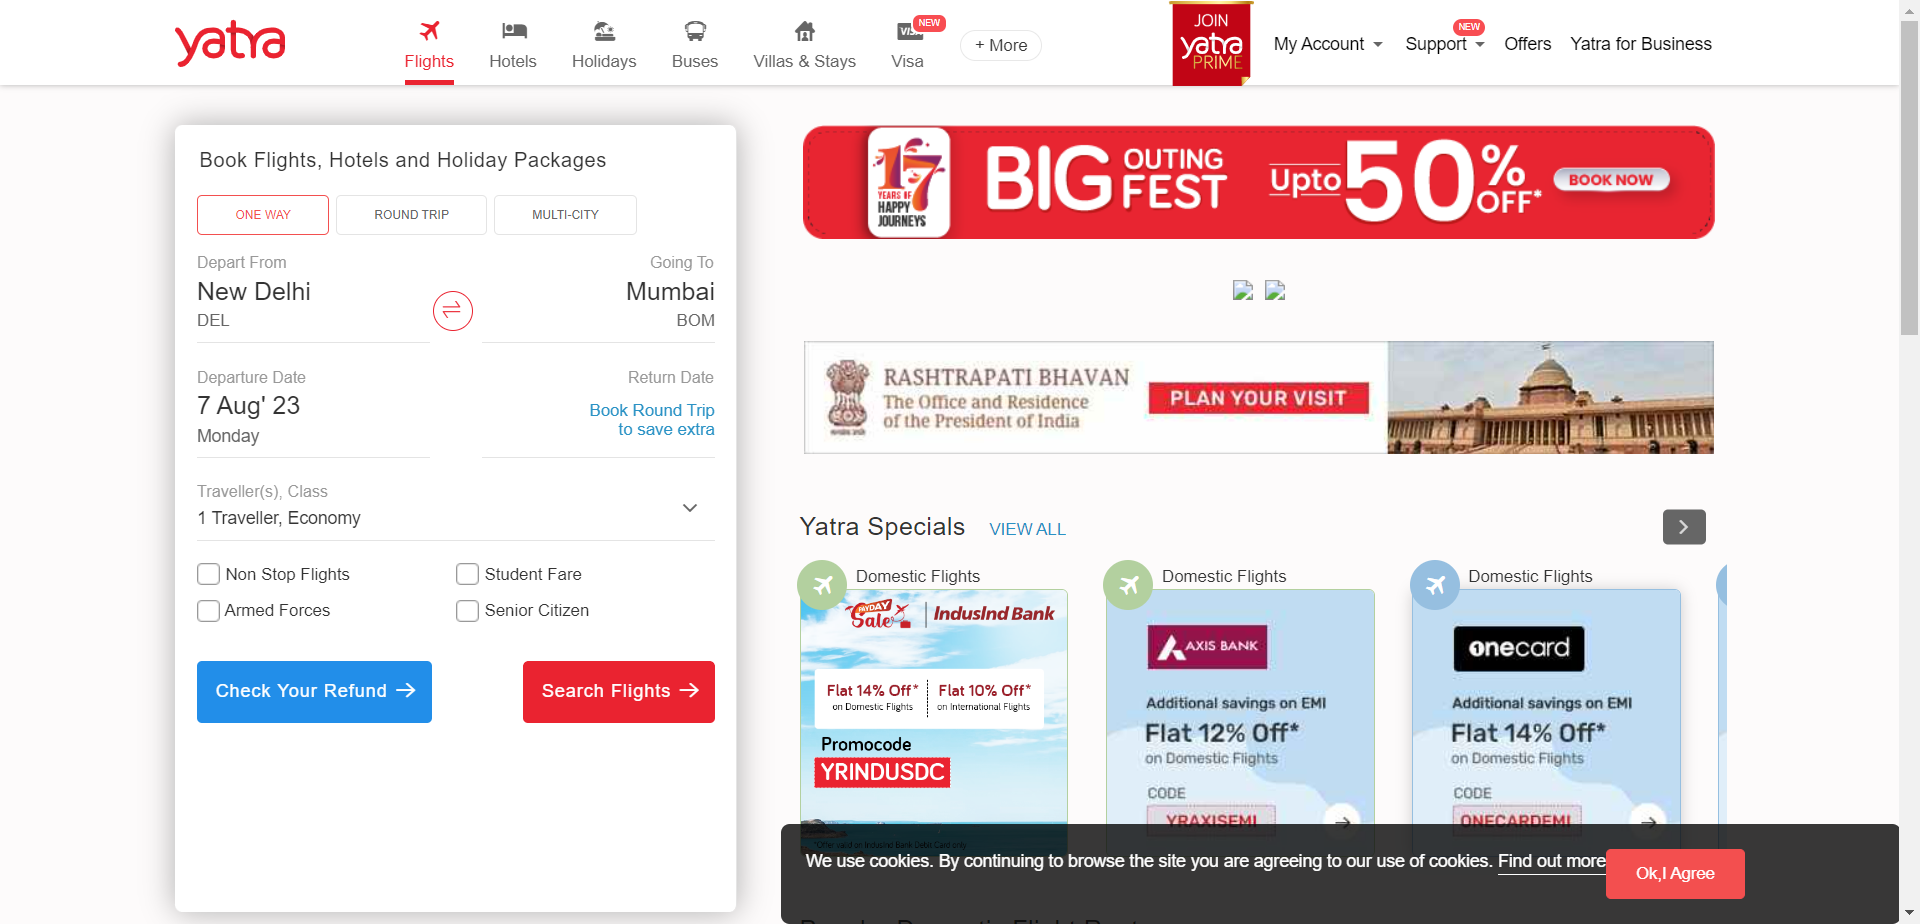 yatra
Flights
Hotels
Holidays
Buses
Villas & Stays
NEW
Visa
+ More
JOIN
yatra
PRIME
My Account
NEW
Support
Offers
Yatra for Business
Book Flights, Hotels and Holiday Packages
ONE WAY
ROUND TRIP
MULTI-CITY
Depart From
New Delhi
DEL
Going To
Mumbai
BOM
Departure Date
7 Aug' 23
Monday
Return Date
Book Round Trip
to save extra
Traveller(s), Class
1 Traveller, Economy
Non Stop Flights
Student Fare
Armed Forces
Senior Citizen
Check Your Refund
Search Flights
17
YEARS OF
HAPPY
JOURNEYS
BIG OUTING
FEST
Upto 50%
OFF*
BOOK NOW
RASHTRAPATI BHAVAN
The Office and Residence
of the President of India
PLAN YOUR VISIT
Yatra Specials
VIEW ALL
Domestic Flights
PAYDAY
Sale
IndusInd Bank
Flat 14% Off*
on Domestic Flights
Flat 10% Off*
on International Flights
Promocode
YRINDUSDC
*Offer valid on IndusInd Bank Debit Card only
Domestic Flights
AXIS BANK
Additional savings on EMI
Flat 12% Off*
on Domestic Flights
CODE
YRAXISEMI
Domestic Flights
onecard
Additional savings on EMI
Flat 14% Off*
on Domestic Flights
CODE
ONECARDEMI
We use cookies. By continuing to browse the site you are agreeing to our use of cookies. Find out more
Ok,I Agree